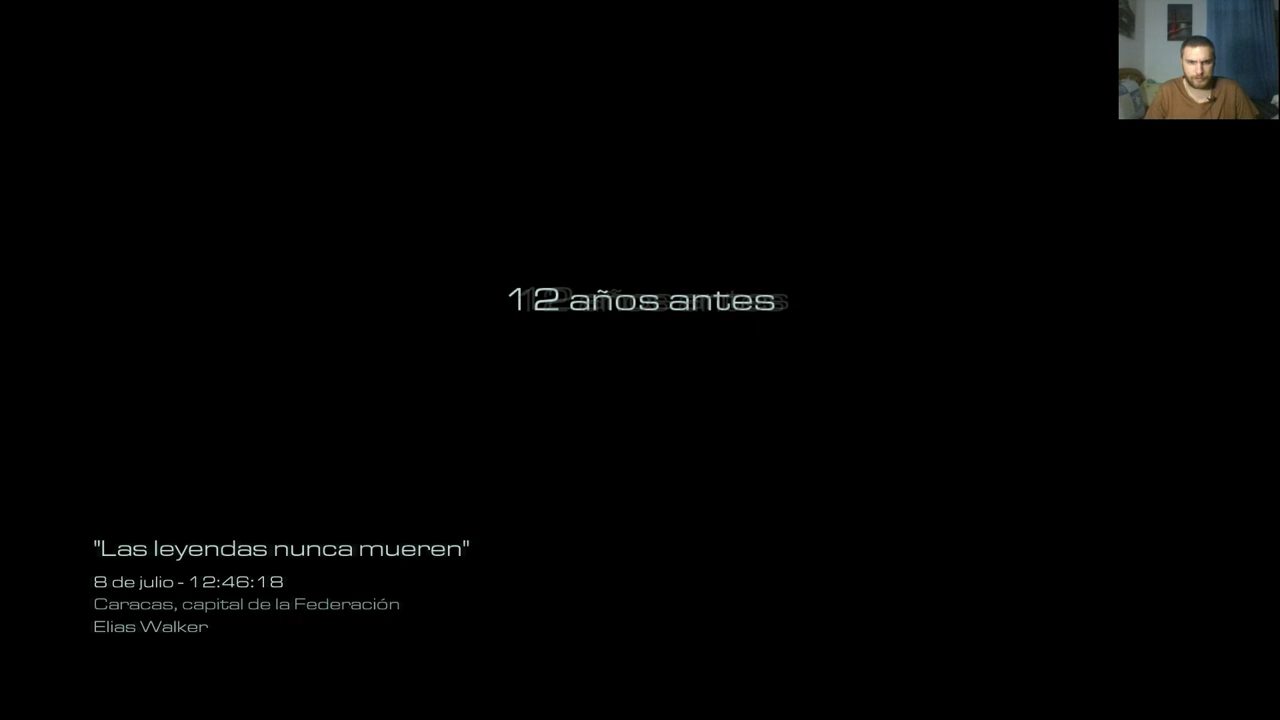 12 años antes
"Las leyendas nunca mueren"
8 de julio - 12:46:18
Caracas, capital de la Federación
Elias Walker